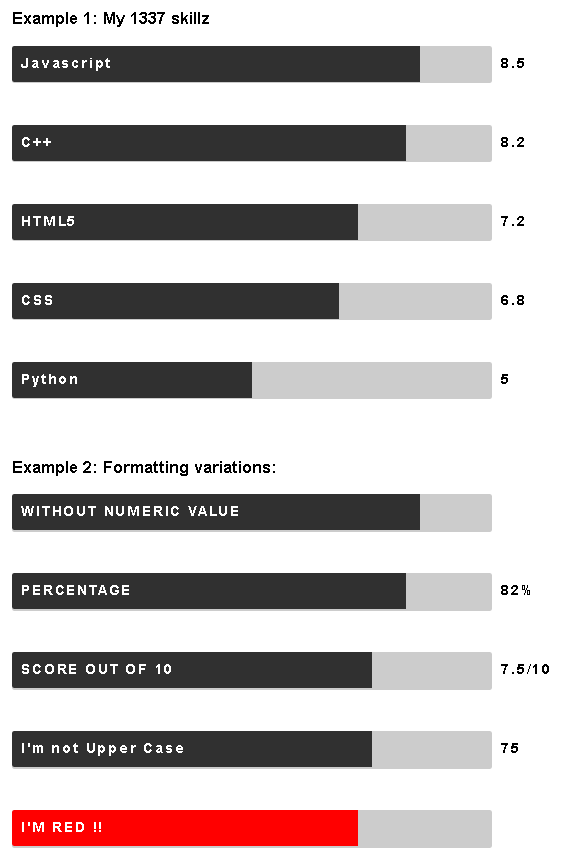 Example 1: My 1337 skillz
Javascript 8.5
C++ 8.2
HTML5 7.2
CSS 6.8
Python 5
Example 2: Formatting variations:
WITHOUT NUMERIC VALUE
PERCENTAGE 82%
SCORE OUT OF 10 7.5/10
I'm not Upper Case 75
I'M RED !!